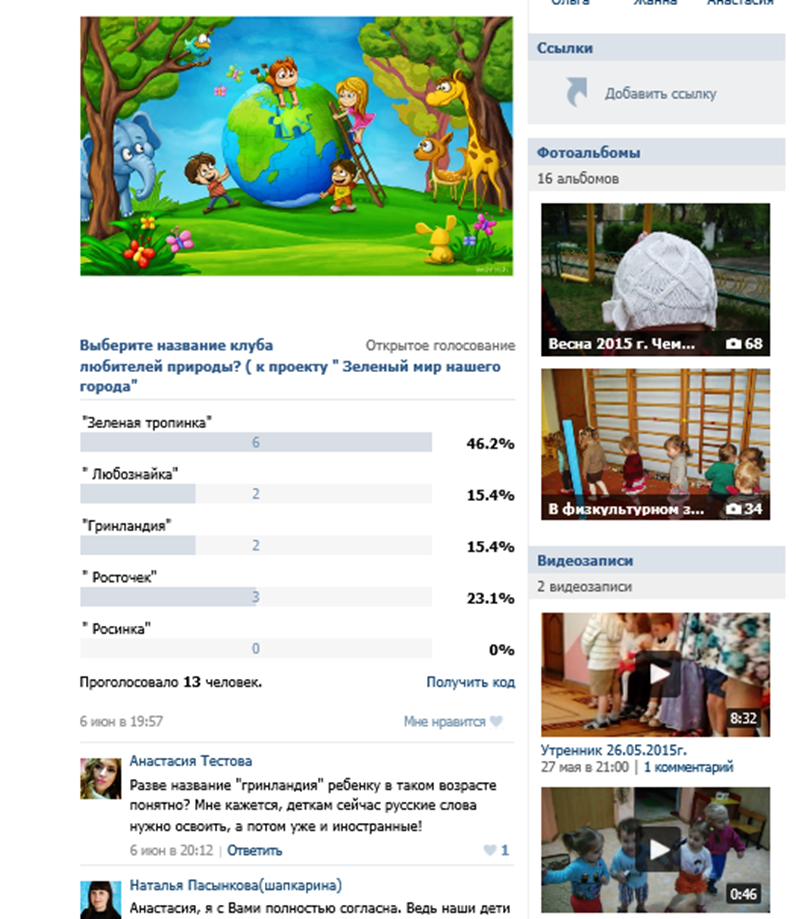 Ольга Жанна Анастасия
Ссылки
Добавить ссылку
Фотоальбомы
16 альбомов
Весна 2015 г. Чем... 68
В физкультурном з... 34
Видеозаписи
2 видеозаписи
8:32
Утренник 26.05.2015г.
27 мая в 21:00 | 1 комментарий
0:46
Выберите название клуба
Открытое голосование
любителей природы? ( к проекту " Зеленый мир нашего
города"
"Зеленая тропинка"
6 46.2%
" Любознайка"
2 15.4%
"Гринландия"
2 15.4%
" Росточек"
3 23.1%
" Росинка"
0 0%
Проголосовало 13 человек. Получить код
6 июн в 19:57 Мне нравится
Анастасия Тестова
Разве название "гринландия" ребенку в таком возрасте
понятно? Мне кажется, деткам сейчас русские слова
нужно освоить, а потом уже и иностранные!
6 июн в 20:12 | Ответить 1
Наталья Пасынкова(шапкарина)
Анастасия, я с Вами полностью согласна. Ведь наши дети